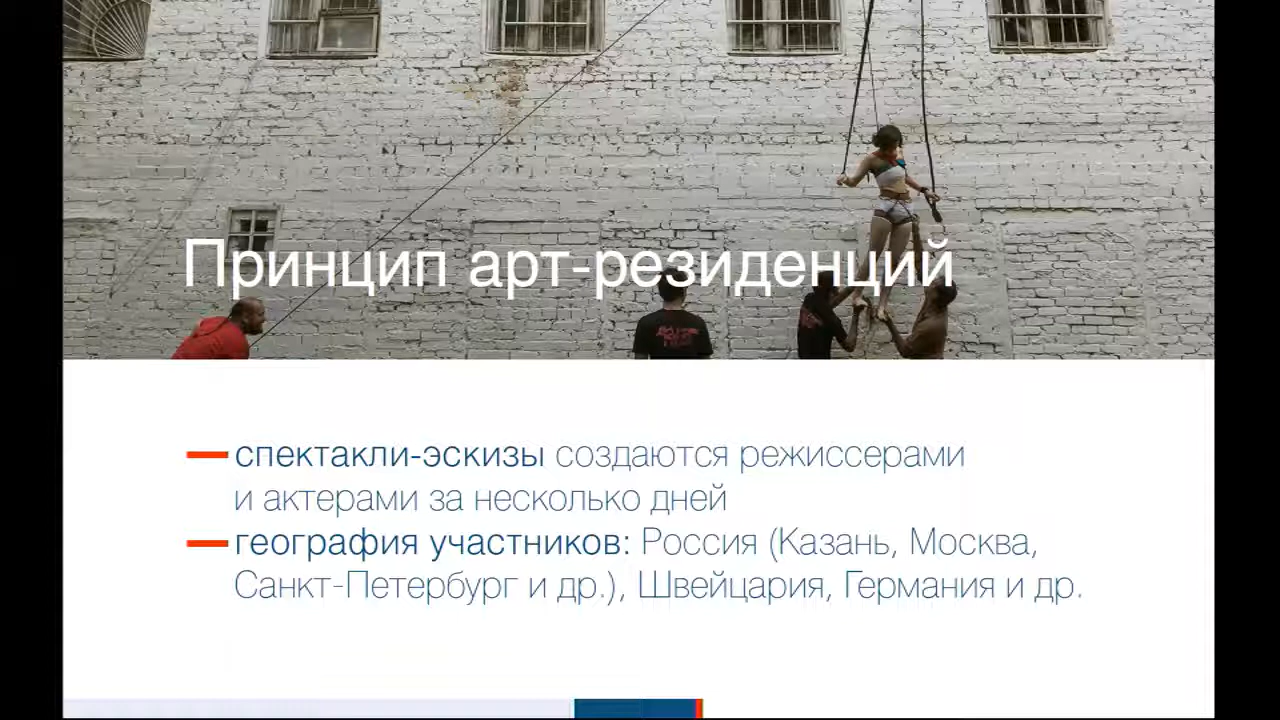 Принцип арт-резиденций
спектакли-эскизы создаются режиссерами
и актерами за несколько дней
география участников: Россия (Казань, Москва,
Санкт-Петербург и др.), Швейцария, Германия и др.